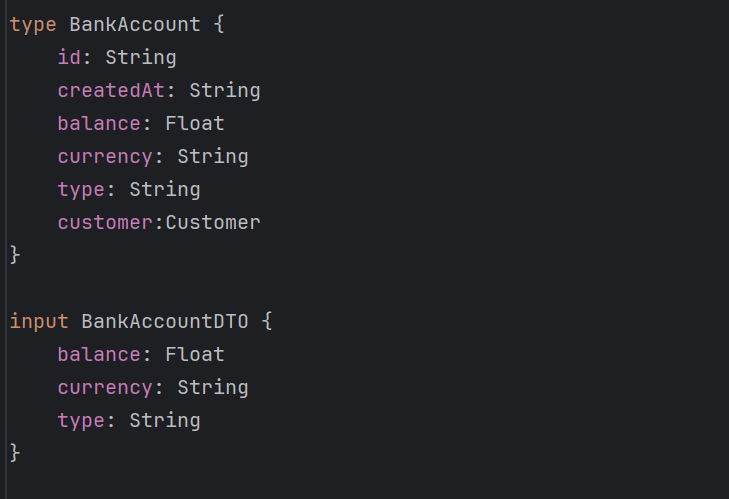 type BankAccount {
    id: String
    createdAt: String
    balance: Float
    currency: String
    type: String
    customer:Customer
}

input BankAccountDTO {
    balance: Float
    currency: String
    type: String
}